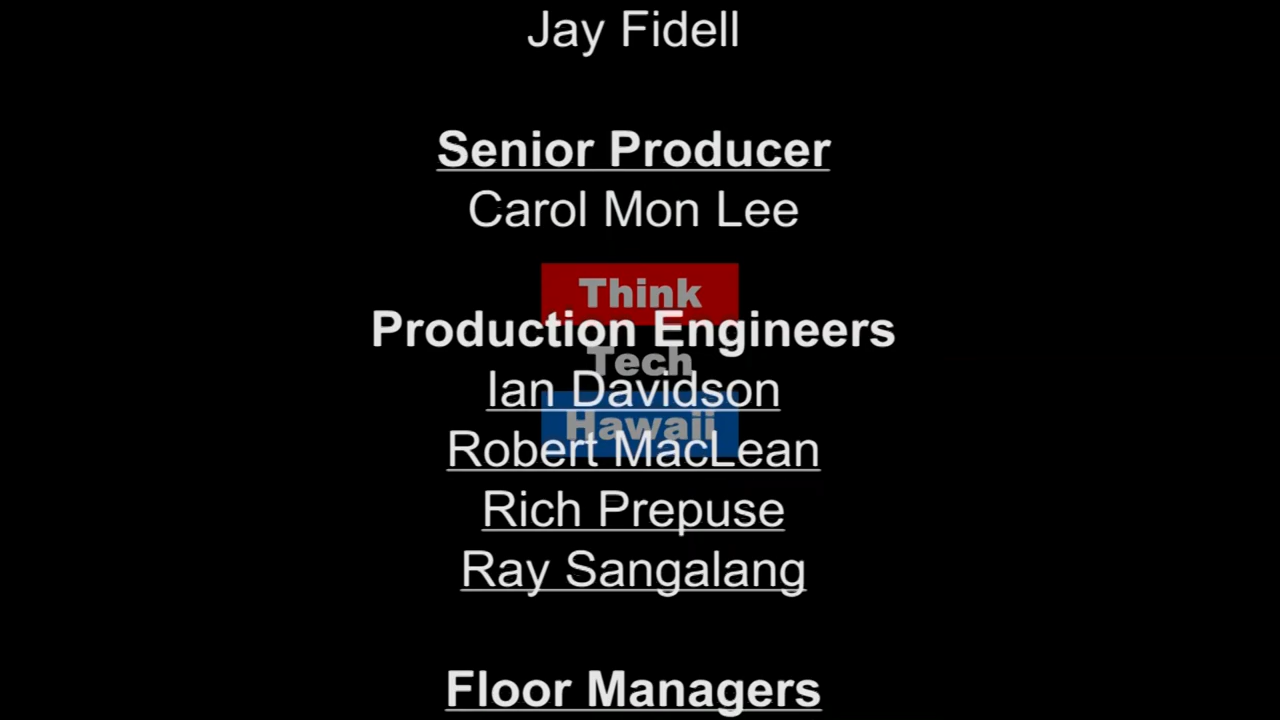 Jay Fidell
Senior Producer
Carol Mon Lee
Think
Production Engineers
Tech
Ian Davidson
Hawaii
Robert MacLean
Rich Prepuse
Ray Sangalang
Floor Managers